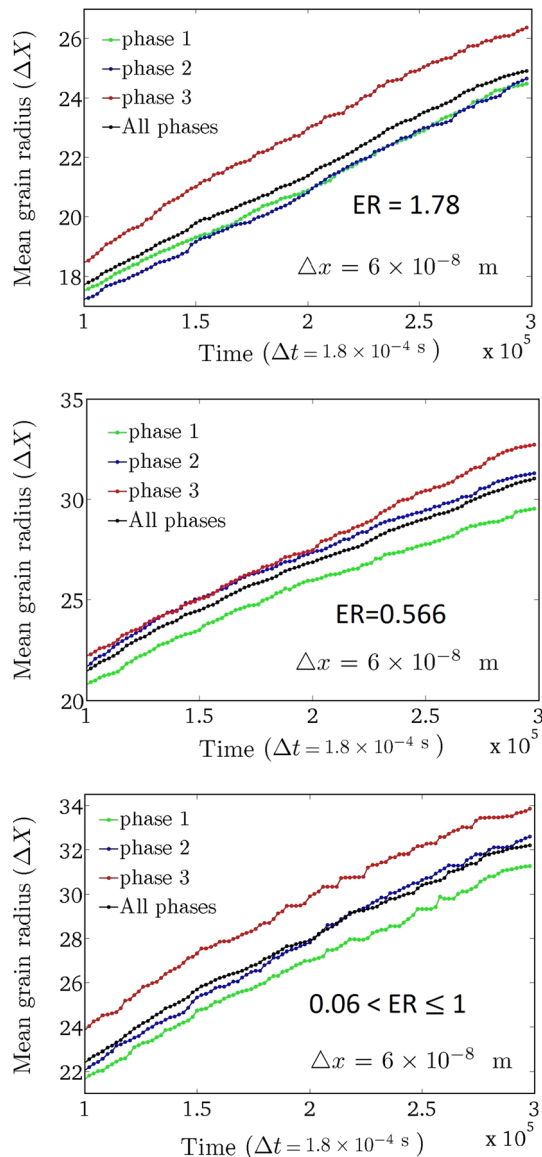 26
24
22
20
18
Mean grain radius (ΔX)
phase 1
phase 2
phase 3
All phases
ER = 1.78
△x = 6 × 10⁻⁸ m
1 1.5 2 2.5 3
Time (Δt = 1.8 × 10⁻⁴ s) x 10⁵
35
30
25
20
Mean grain radius (ΔX)
phase 1
phase 2
phase 3
All phases
ER=0.566
△x = 6 × 10⁻⁸ m
1 1.5 2 2.5 3
Time (Δt = 1.8 × 10⁻⁴ s) x 10⁵
34
32
30
28
26
24
22
Mean grain radius (ΔX)
phase 1
phase 2
phase 3
All phases
0.06 < ER ≤ 1
△x = 6 × 10⁻⁸ m
1 1.5 2 2.5 3
Time (Δt = 1.8 × 10⁻⁴ s) x 10⁵